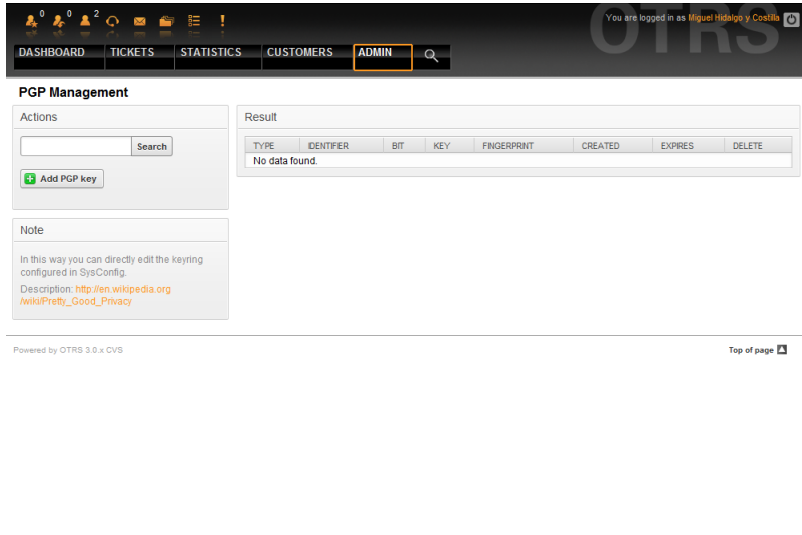 0 0 2
You are logged in as Miguel Hidalgo y Costilla
OTRS
DASHBOARD TICKETS STATISTICS CUSTOMERS ADMIN
PGP Management
Actions
Search
Add PGP key
Result
TYPE IDENTIFIER BIT KEY FINGERPRINT CREATED EXPIRES DELETE
No data found.
Note
In this way you can directly edit the keyring
configured in SysConfig.
Description: http://en.wikipedia.org
/wiki/Pretty_Good_Privacy
Powered by OTRS 3.0.x CVS
Top of page